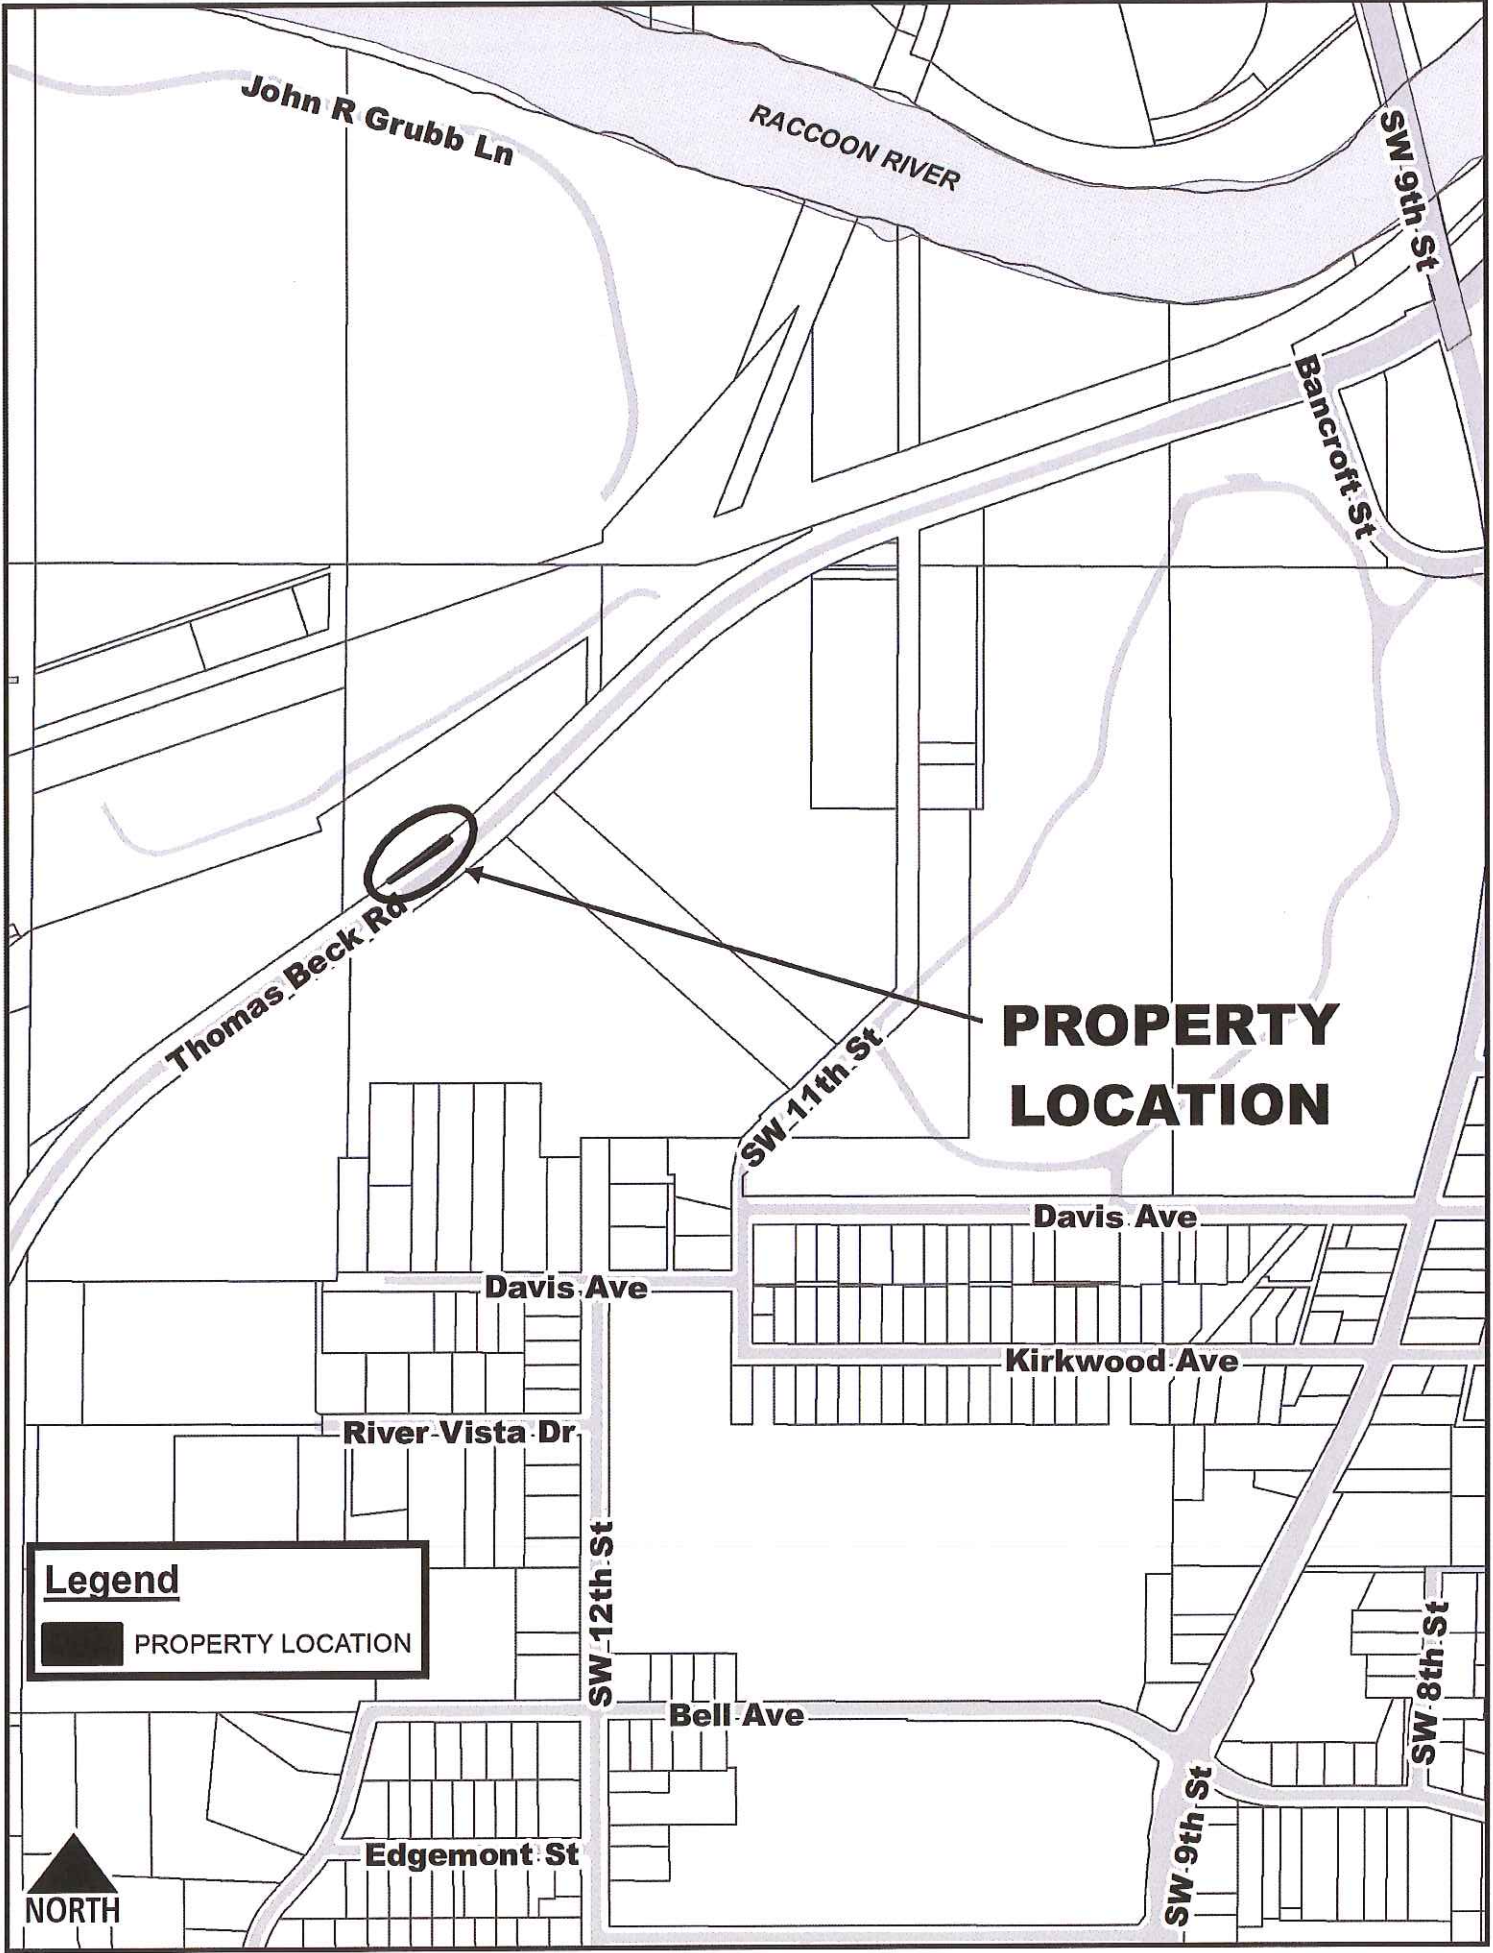 John R Grubb Ln
RACCOON RIVER
SW 9th St
Bancroft St
Thomas Beck Rd
PROPERTY
LOCATION
SW 11th St
Davis Ave
Davis Ave
Kirkwood Ave
River Vista Dr
SW 12th St
Legend
PROPERTY LOCATION
SW 8th St
Bell Ave
SW 9th St
Edgemont St
NORTH